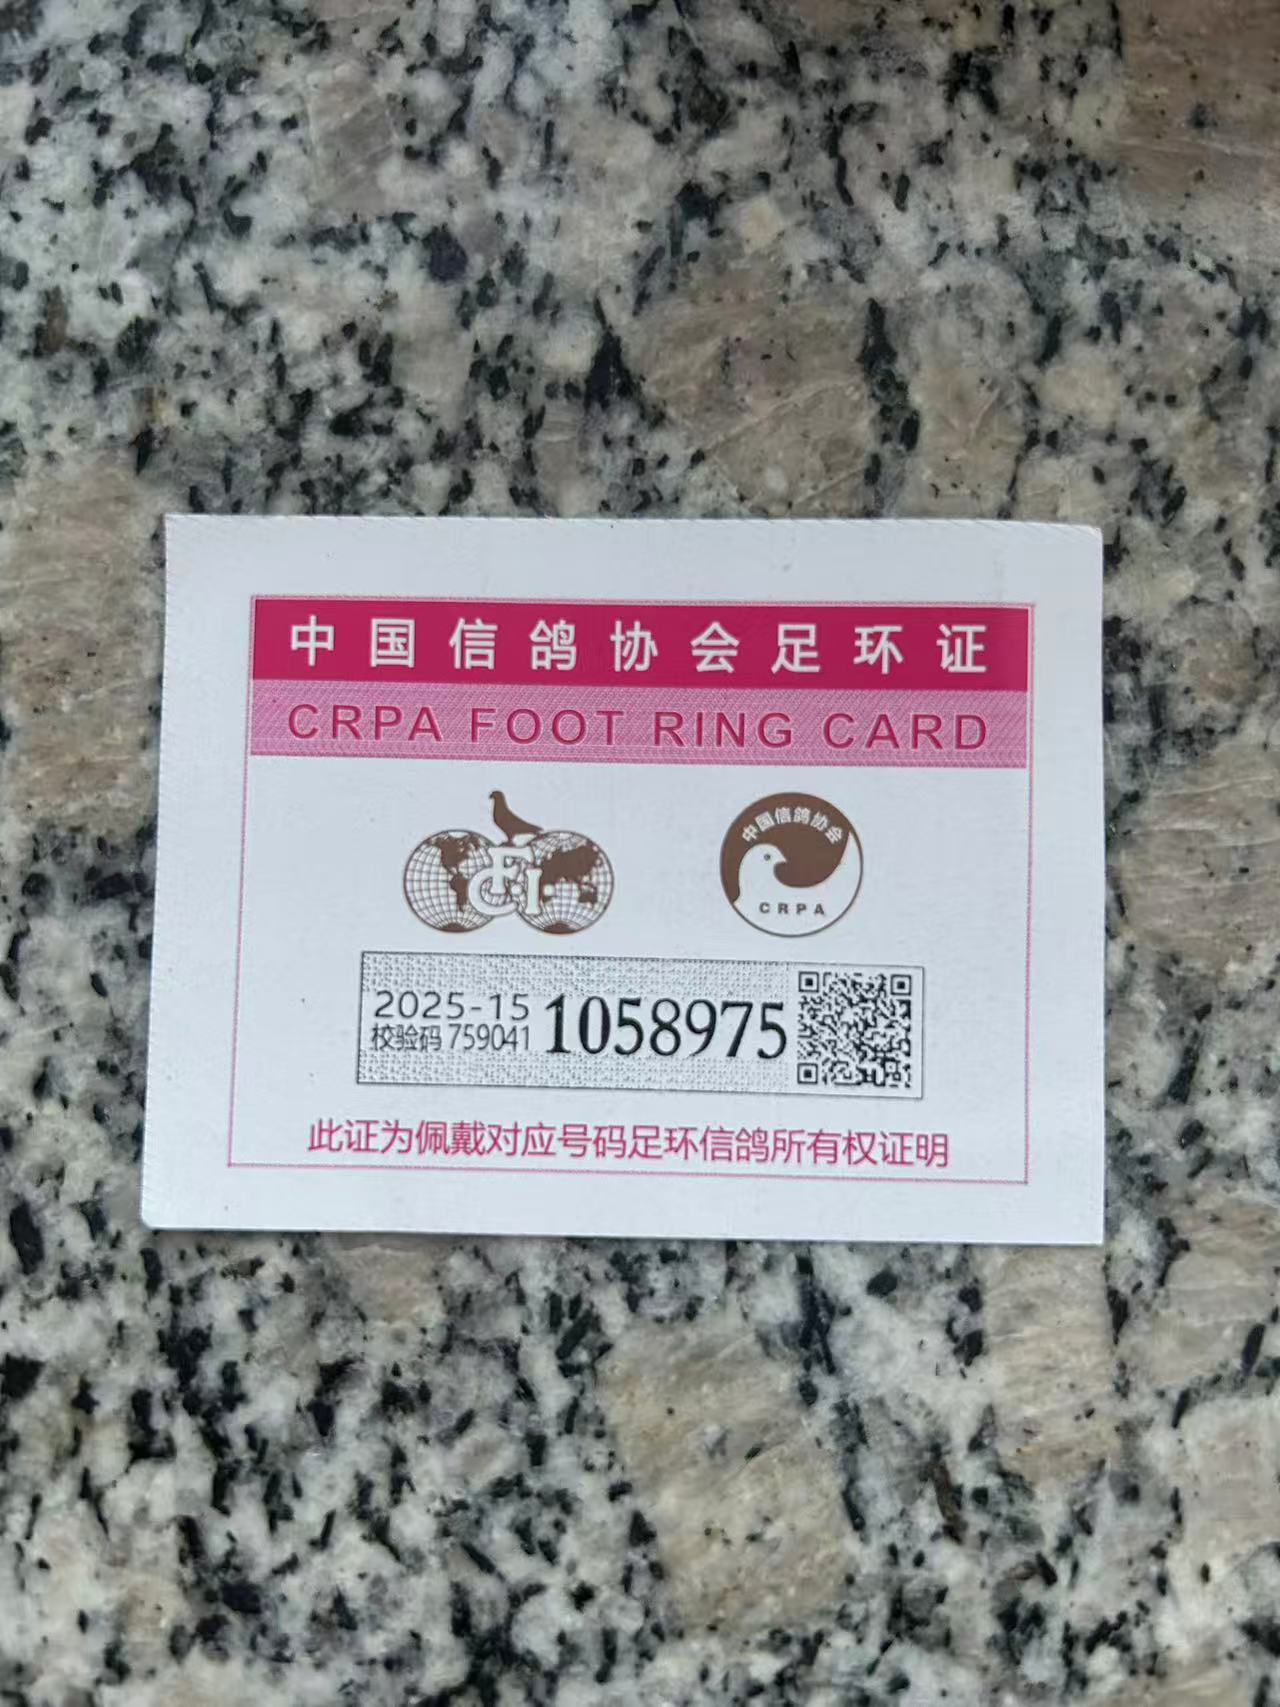 中国信鸽协会足环证
CRPA FOOT RING CARD
FCI
中国信鸽协会
CRPA
2025-15
校验码 759041
1058975
此证为佩戴对应号码足环信鸽所有权证明